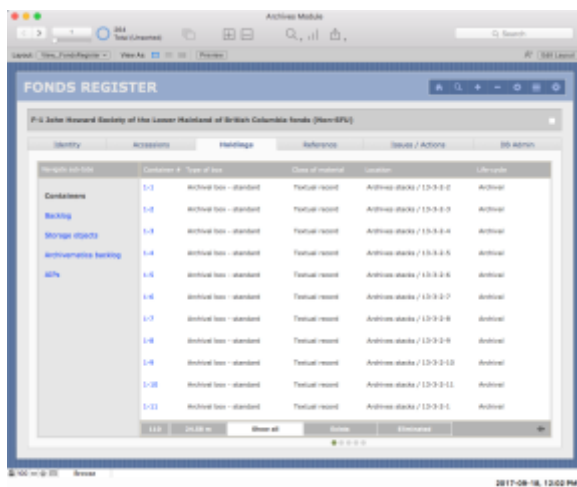 Archives Module
Total (Unsorted)
Search
Layout: View_FondsRegister View As: Preview Edit Layout
FONDS REGISTER
F-1 John Howard Society of the Lower Mainland of British Columbia fonds (Non-SFU)
Identity Accessions Holdings Reference Issues / Actions DB Admin
Navigate sub-tabs Container # Type of box Class of material Location Life-cycle
Containers
Backlog
Storage objects
Archivematica backlog
AIPs
1-1 Archival box - standard Textual record Archives stacks / 13-3-2-2 Archival
1-2 Archival box - standard Textual record Archives stacks / 13-3-2-3 Archival
1-3 Archival box - standard Textual record Archives stacks / 13-3-2-4 Archival
1-4 Archival box - standard Textual record Archives stacks / 13-3-2-5 Archival
1-5 Archival box - standard Textual record Archives stacks / 13-3-2-6 Archival
1-6 Archival box - standard Textual record Archives stacks / 13-3-2-7 Archival
1-7 Archival box - standard Textual record Archives stacks / 13-3-2-8 Archival
1-8 Archival box - standard Textual record Archives stacks / 13-3-2-9 Archival
1-9 Archival box - standard Textual record Archives stacks / 13-3-2-10 Archival
1-10 Archival box - standard Textual record Archives stacks / 13-3-2-11 Archival
1-11 Archival box - standard Textual record Archives stacks / 13-3-2-1 Archival
Show all Extant Eliminated
100 Browse
2017-09-18, 12:02 PM